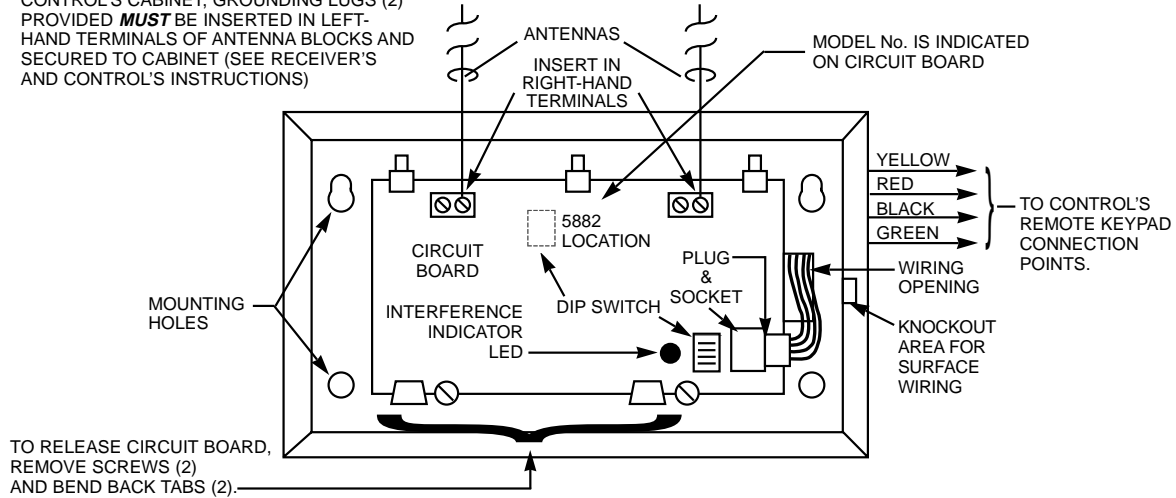 CONTROL'S CABINET, GROUNDING LUGS (2)
PROVIDED MUST BE INSERTED IN LEFT-
HAND TERMINALS OF ANTENNA BLOCKS AND
SECURED TO CABINET (SEE RECEIVER'S
AND CONTROL'S INSTRUCTIONS)
ANTENNAS
INSERT IN
RIGHT-HAND
TERMINALS
MODEL No. IS INDICATED
ON CIRCUIT BOARD
YELLOW
RED
BLACK
GREEN
TO CONTROL'S
REMOTE KEYPAD
CONNECTION
POINTS.
5882
LOCATION
CIRCUIT
BOARD
PLUG
&
SOCKET
WIRING
OPENING
MOUNTING
HOLES
DIP SWITCH
INTERFERENCE
INDICATOR
LED
KNOCKOUT
AREA FOR
SURFACE
WIRING
TO RELEASE CIRCUIT BOARD,
REMOVE SCREWS (2)
AND BEND BACK TABS (2).